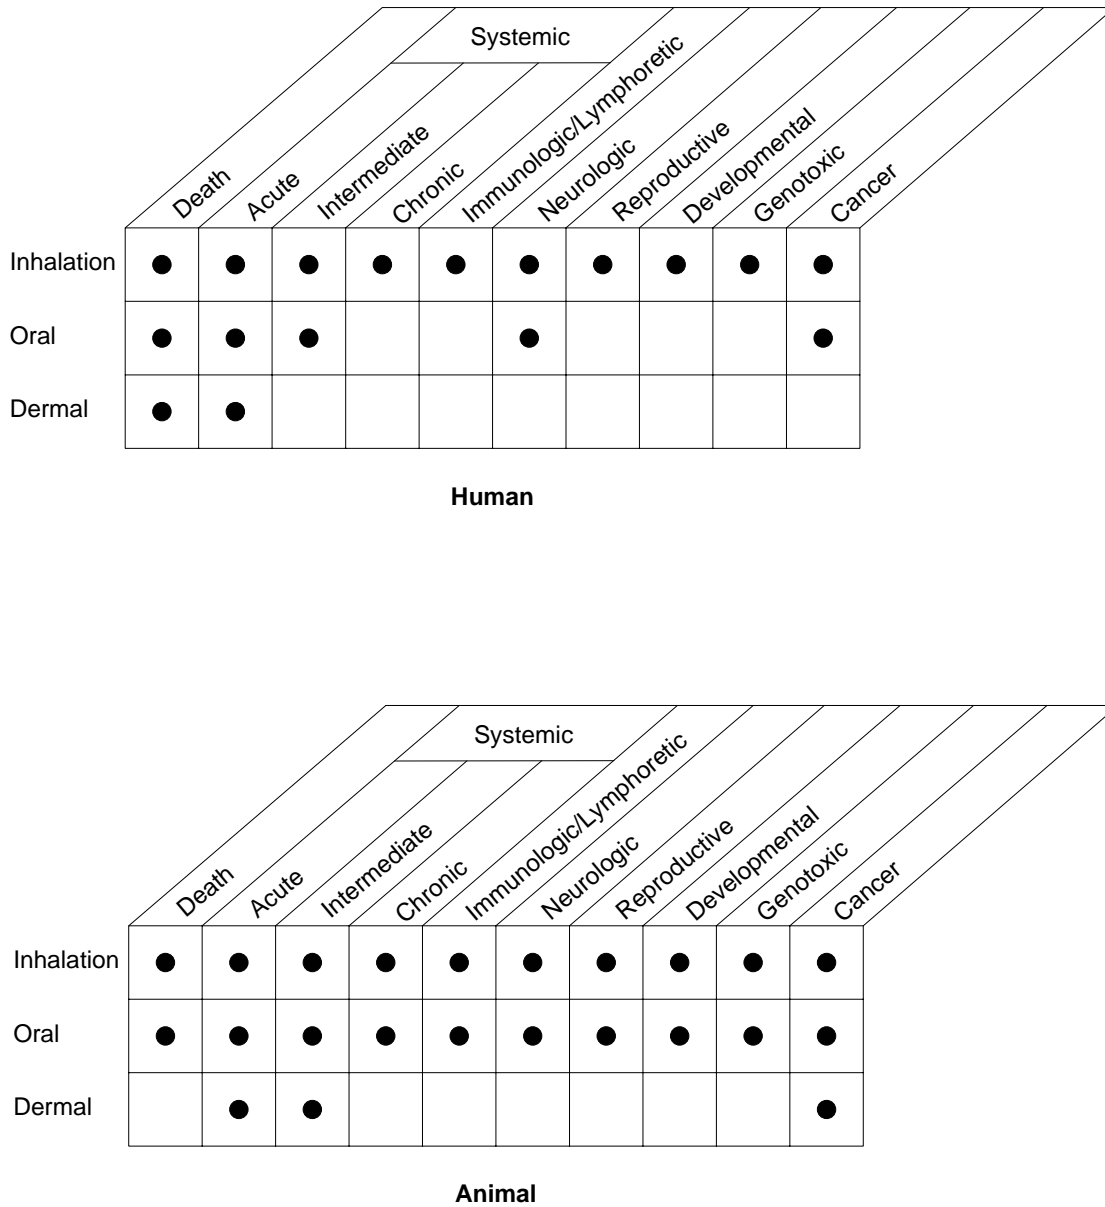 Systemic
Death
Acute
Intermediate
Chronic
Immunologic/Lymphoretic
Neurologic
Reproductive
Developmental
Genotoxic
Cancer
Inhalation
Oral
Dermal
Human
Systemic
Death
Acute
Intermediate
Chronic
Immunologic/Lymphoretic
Neurologic
Reproductive
Developmental
Genotoxic
Cancer
Inhalation
Oral
Dermal
Animal